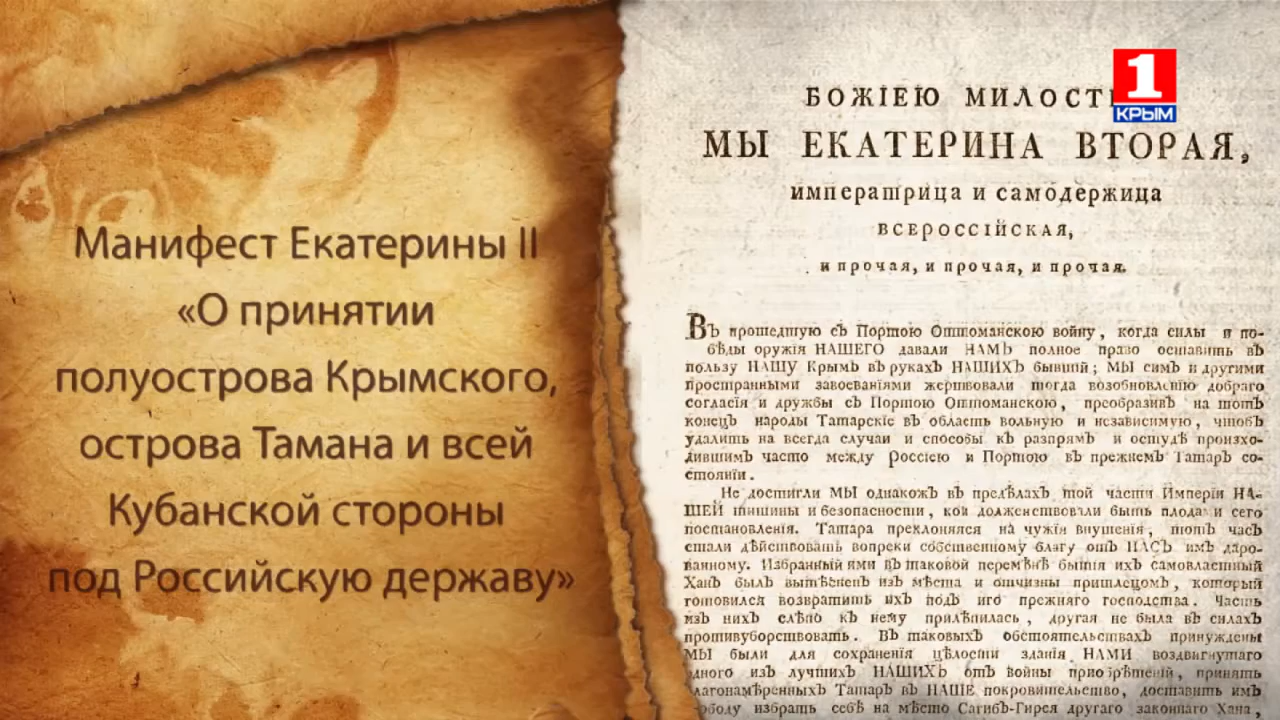 Манифест Екатерины II
«О принятии
полуострова Крымского,
острова Тамана и всей
Кубанской стороны
под Российскую державу»
1
КРЫМ
БОЖІЕЮ МИЛОСТІ
МЫ ЕКАТЕРИНА ВТОРАЯ,
императрица и самодержица
ВСЕРОССІЙСКАЯ,
и прочая, и прочая, и прочая.
Въ прошедшую съ Портою Оттоманскою войну, когда силы и по-
бѣды оружія НАШЕГО давали НАМЪ полное право оставить въ
пользу НАШУ Крымъ въ рукахъ НАШИХЪ бывшій; МЫ симъ и другими
пространными завоеваніями жертвовали тогда возобновленію добраго
согласія и дружбы съ Портою Оттоманскою, преобразивъ на тотъ
конецъ народы Татарскіе въ область вольную и независимую, чтобъ
удалить на всегда случаи и способы къ разпрямъ и остудѣ произхо-
дившимъ часто между Россіею и Портою въ прежнемъ Татаръ со-
стояніи.
Не достигли МЫ однакожъ въ предѣлахъ той части Имперіи НА-
ШЕЙ тишины и безопасности, кои долженствовали быть плодами сего
постановленія. Татара преклоняяся на чужія внушенія, тотъ часъ
стали дѣйствовать вопреки собственному благу отъ НАСЪ имъ даро-
ванному. Избранный ими въ таковой перемѣнѣ бытія ихъ самовластный
Ханъ былъ вытѣсненъ изъ мѣста и отчизны пришлецомъ, который
готовился возвратить ихъ подъ иго прежняго господства. Часть
изъ нихъ слѣпо къ нему прилѣпилась, другая не была въ силахъ
противуборствовать. Въ таковыхъ обстоятельствахъ принуждены
МЫ были для сохраненія цѣлости зданія НАМИ воздвигнутаго
одного изъ лучшихъ НАШИХЪ отъ войны пріобрѣтеній, принять
благонамѣренныхъ Татаръ въ НАШЕ покровительство, доставить имъ
свободу избрать себѣ на мѣсто Сагибъ-Гирея другаго законнаго Хана,